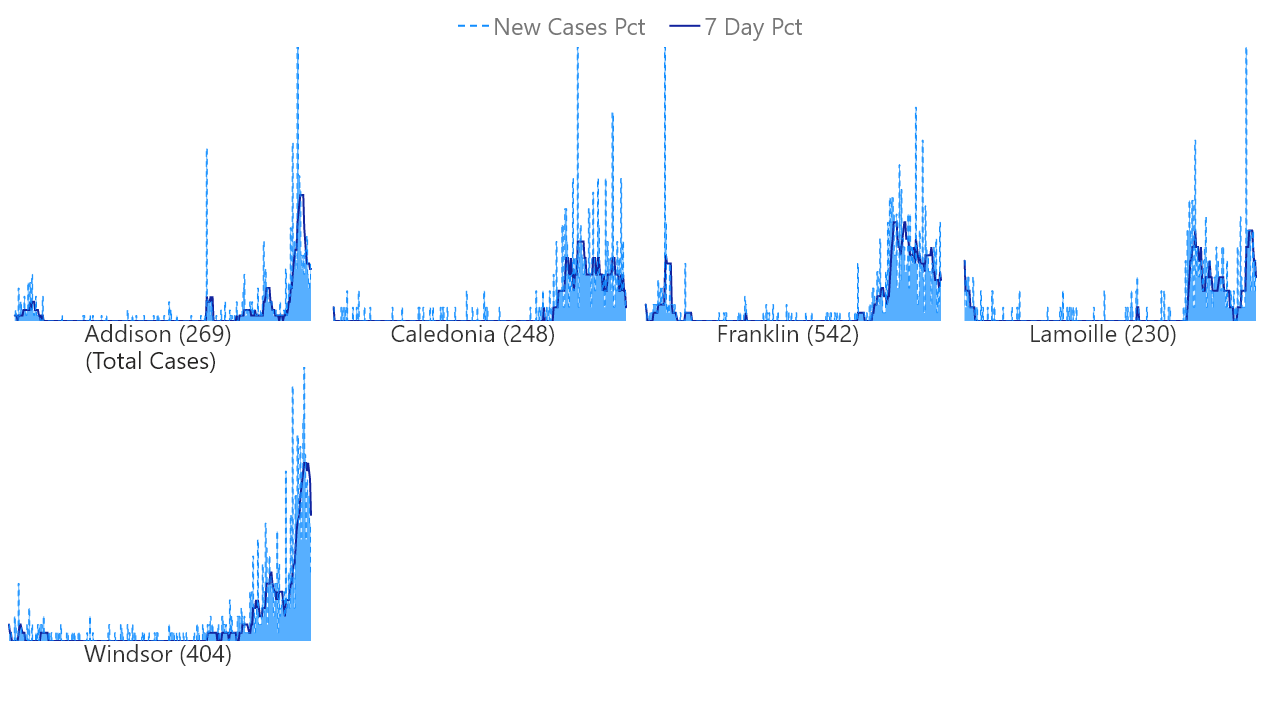 New Cases Pct 7 Day Pct
Addison (269)
(Total Cases)
Caledonia (248)
Franklin (542)
Lamoille (230)
Windsor (404)